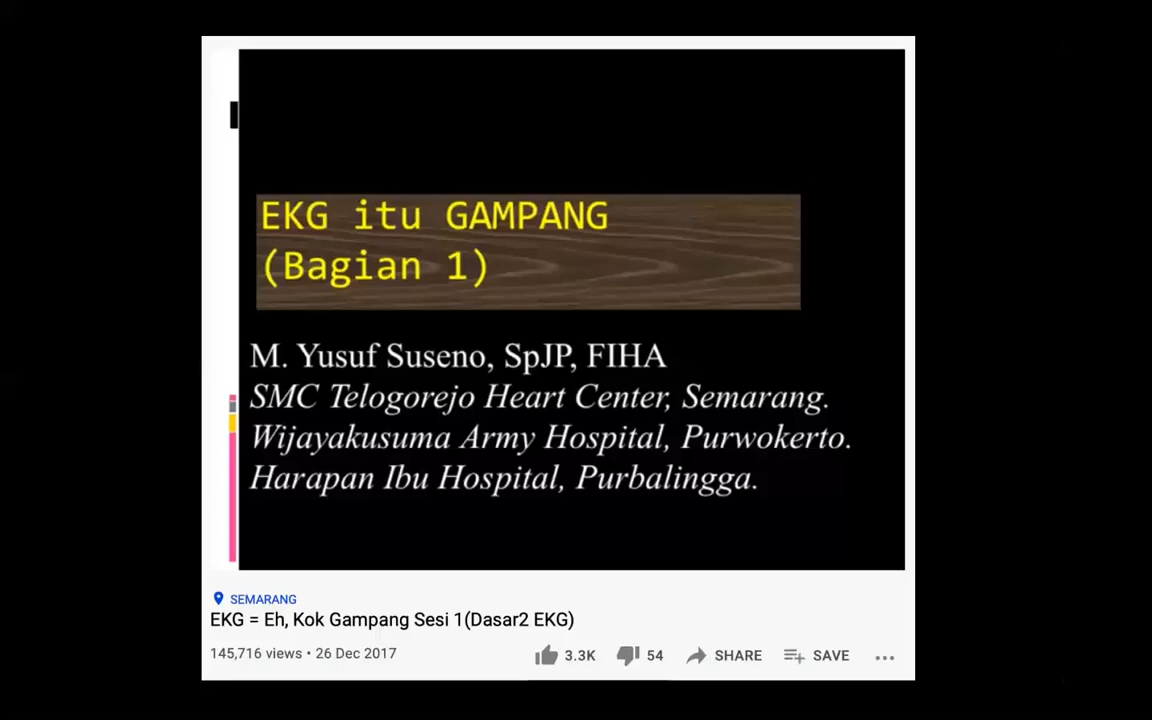 EKG itu GAMPANG
(Bagian 1)
M. Yusuf Suseno, SpJP, FIHA
SMC Telogorejo Heart Center, Semarang.
Wijayakusuma Army Hospital, Purwokerto.
Harapan Ibu Hospital, Purbalingga.
SEMARANG
EKG = Eh, Kok Gampang Sesi 1(Dasar2 EKG)
145,716 views • 26 Dec 2017 3.3K 54 SHARE SAVE